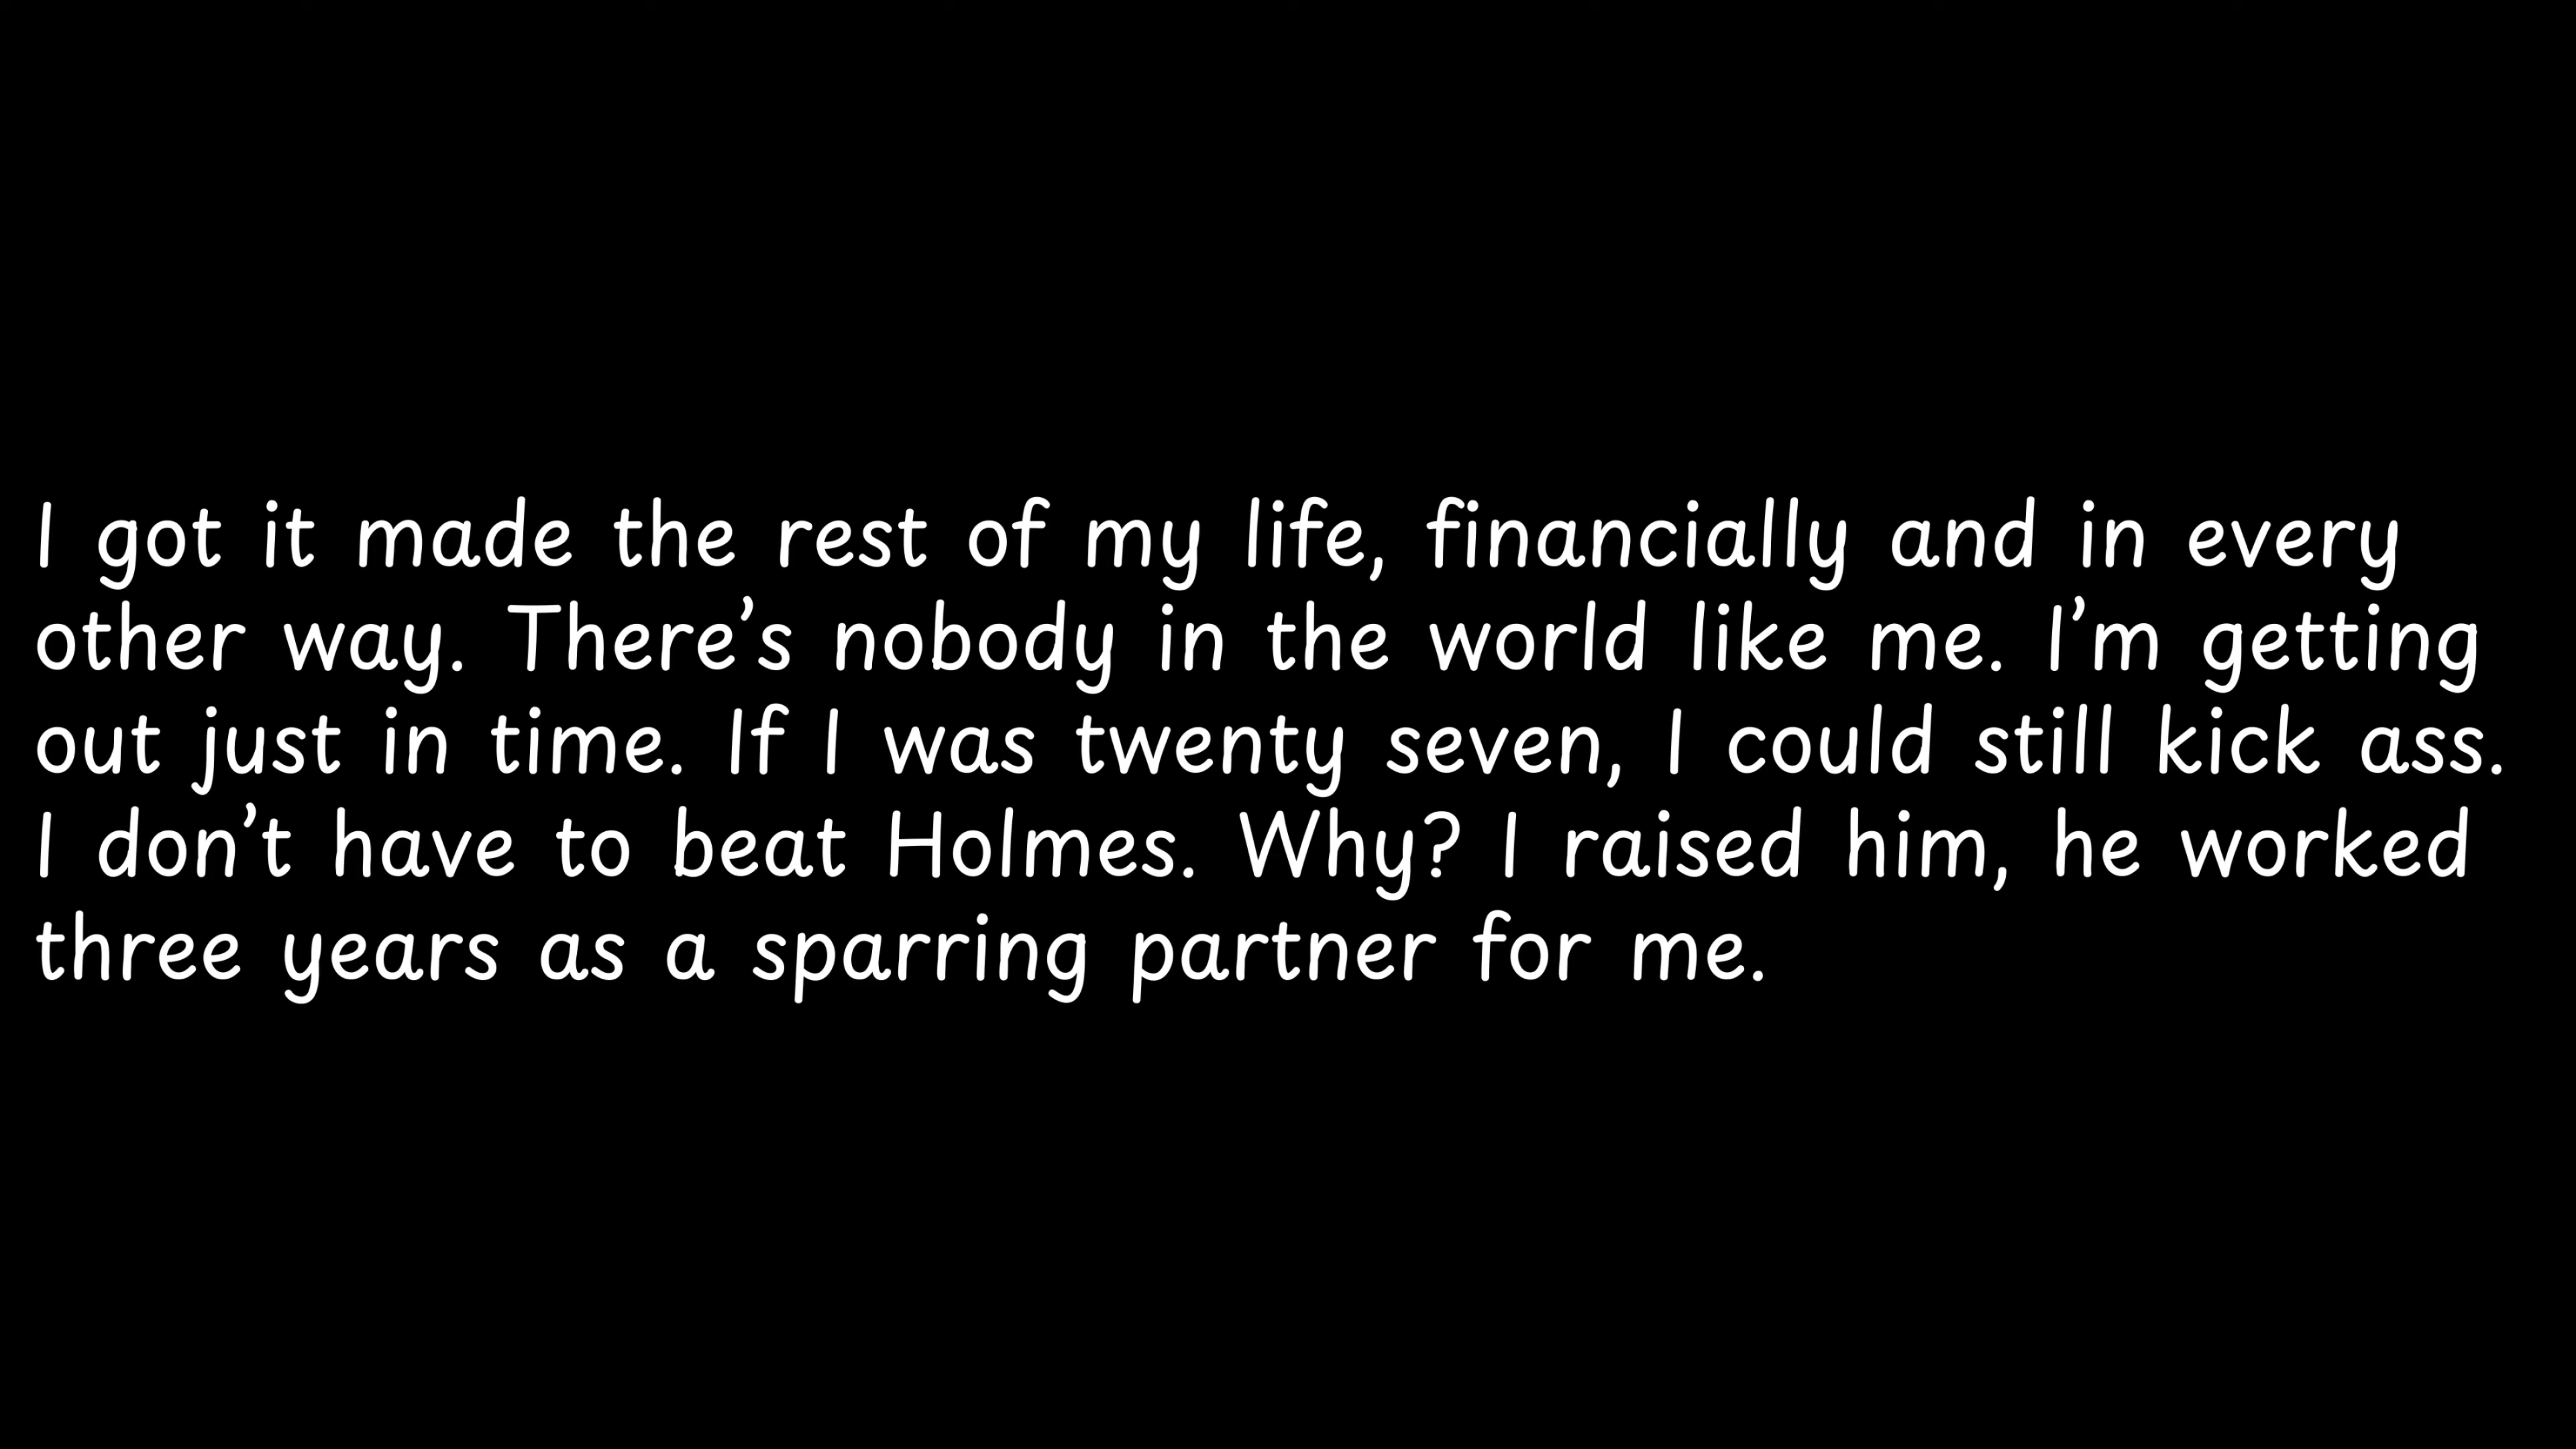 I got it made the rest of my life, financially and in every
other way. There’s nobody in the world like me. I’m getting
out just in time. If I was twenty seven, I could still kick ass.
I don’t have to beat Holmes. Why? I raised him, he worked
three years as a sparring partner for me.